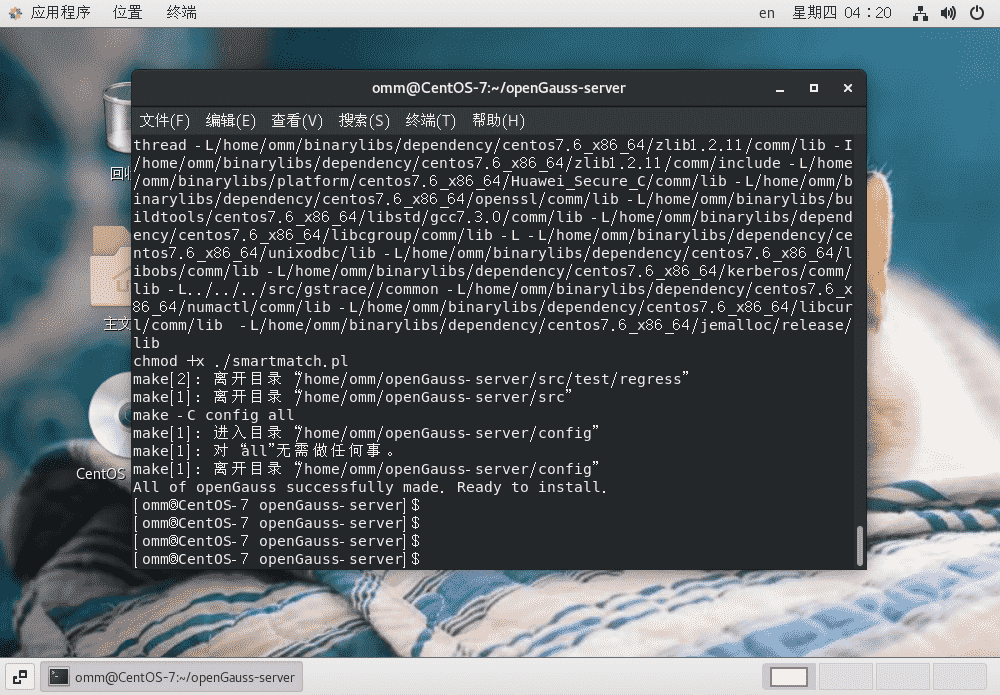 应用程序 位置 终端 en 星期四 04：20
omm@CentOS-7:~/openGauss-server
文件(F) 编辑(E) 查看(V) 搜索(S) 终端(T) 帮助(H)
thread -L/home/omm/binarylibs/dependency/centos7.6_x86_64/zlib1.2.11/comm/lib -I
/home/omm/binarylibs/dependency/centos7.6_x86_64/zlib1.2.11/comm/include -L/home
/omm/binarylibs/platform/centos7.6_x86_64/Huawei_Secure_C/comm/lib -L/home/omm/b
inarylibs/dependency/centos7.6_x86_64/openssl/comm/lib -L/home/omm/binarylibs/bu
ildtools/centos7.6_x86_64/libstd/gcc7.3.0/comm/lib -L/home/omm/binarylibs/depend
ency/centos7.6_x86_64/libcgroup/comm/lib -L -L/home/omm/binarylibs/dependency/ce
ntos7.6_x86_64/unixodbc/lib -L/home/omm/binarylibs/dependency/centos7.6_x86_64/l
ibobs/comm/lib -L/home/omm/binarylibs/dependency/centos7.6_x86_64/kerberos/comm/
lib -L../../../src/gstrace//common -L/home/omm/binarylibs/dependency/centos7.6_x
86_64/numactl/comm/lib -L/home/omm/binarylibs/dependency/centos7.6_x86_64/libcur
l/comm/lib  -L/home/omm/binarylibs/dependency/centos7.6_x86_64/jemalloc/release/
lib
chmod +x ./smartmatch.pl
make[2]: 离开目录“/home/omm/openGauss-server/src/test/regress”
make[1]: 离开目录“/home/omm/openGauss-server/src”
make -C config all
make[1]: 进入目录“/home/omm/openGauss-server/config”
make[1]: 对“all”无需做任何事。
make[1]: 离开目录“/home/omm/openGauss-server/config”
All of openGauss successfully made. Ready to install.
[omm@CentOS-7 openGauss-server]$
[omm@CentOS-7 openGauss-server]$
[omm@CentOS-7 openGauss-server]$
[omm@CentOS-7 openGauss-server]$
回收
主文
CentOS
omm@CentOS-7:~/openGauss-server